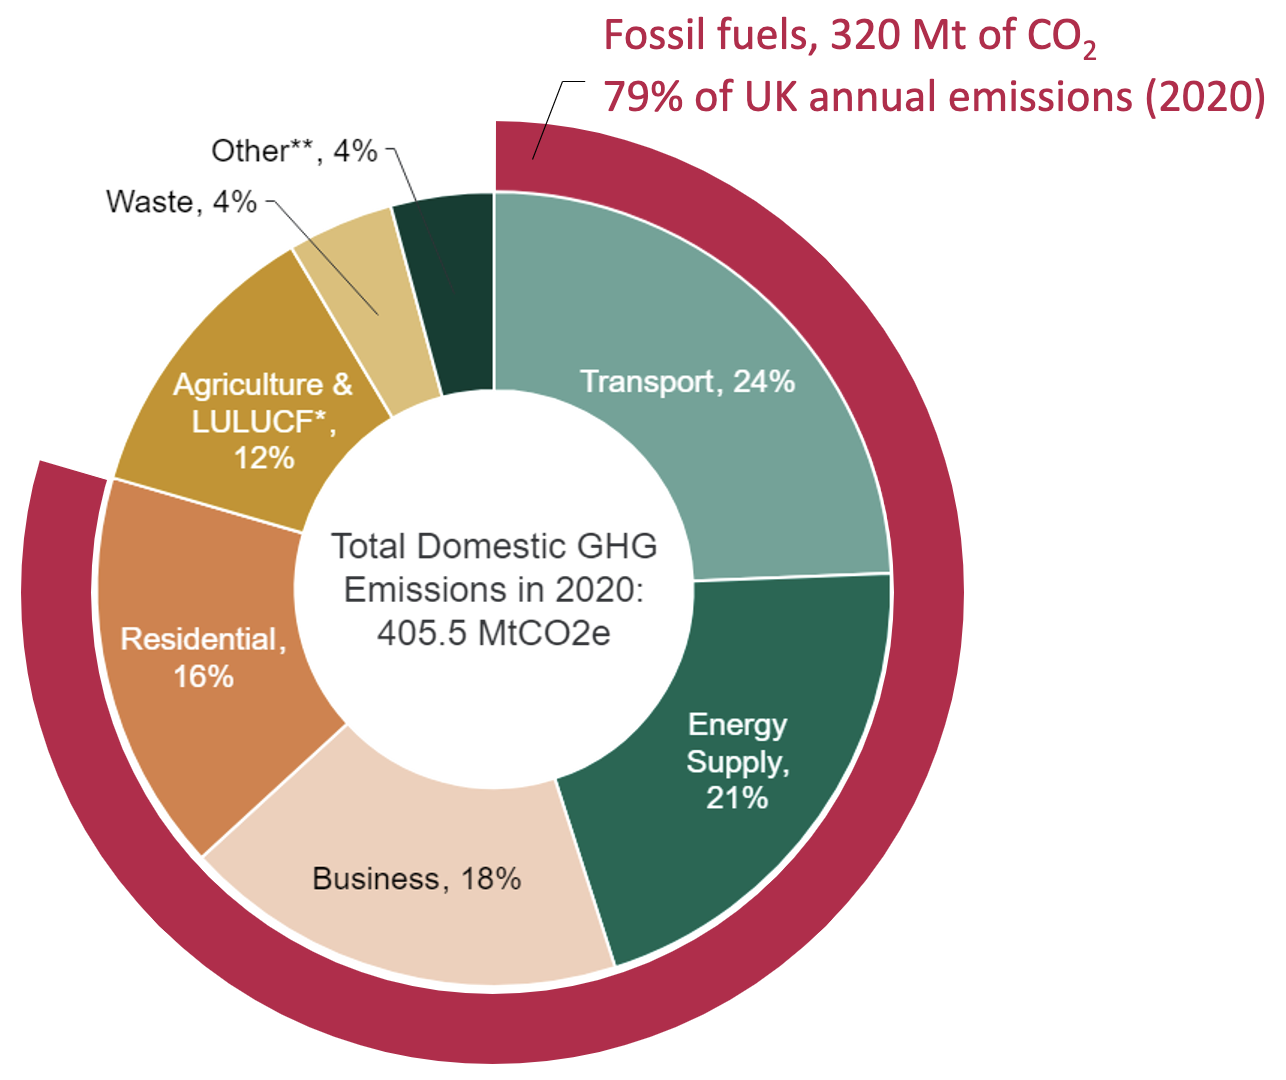 Fossil fuels, 320 Mt of CO₂
79% of UK annual emissions (2020)
Other**, 4%
Waste, 4%
Transport, 24%
Agriculture &
LULUCF*,
12%
Total Domestic GHG
Emissions in 2020:
405.5 MtCO2e
Residential,
16%
Energy
Supply,
21%
Business, 18%